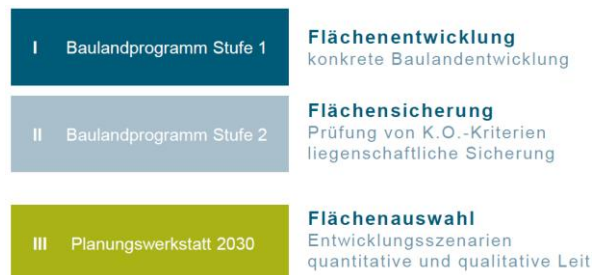 I Baulandprogramm Stufe 1
Flächenentwicklung
konkrete Baulandentwicklung
II Baulandprogramm Stufe 2
Flächensicherung
Prüfung von K.O.-Kriterien
liegenschaftliche Sicherung
III Planungswerkstatt 2030
Flächenauswahl
Entwicklungsszenarien
quantitative und qualitative Leit